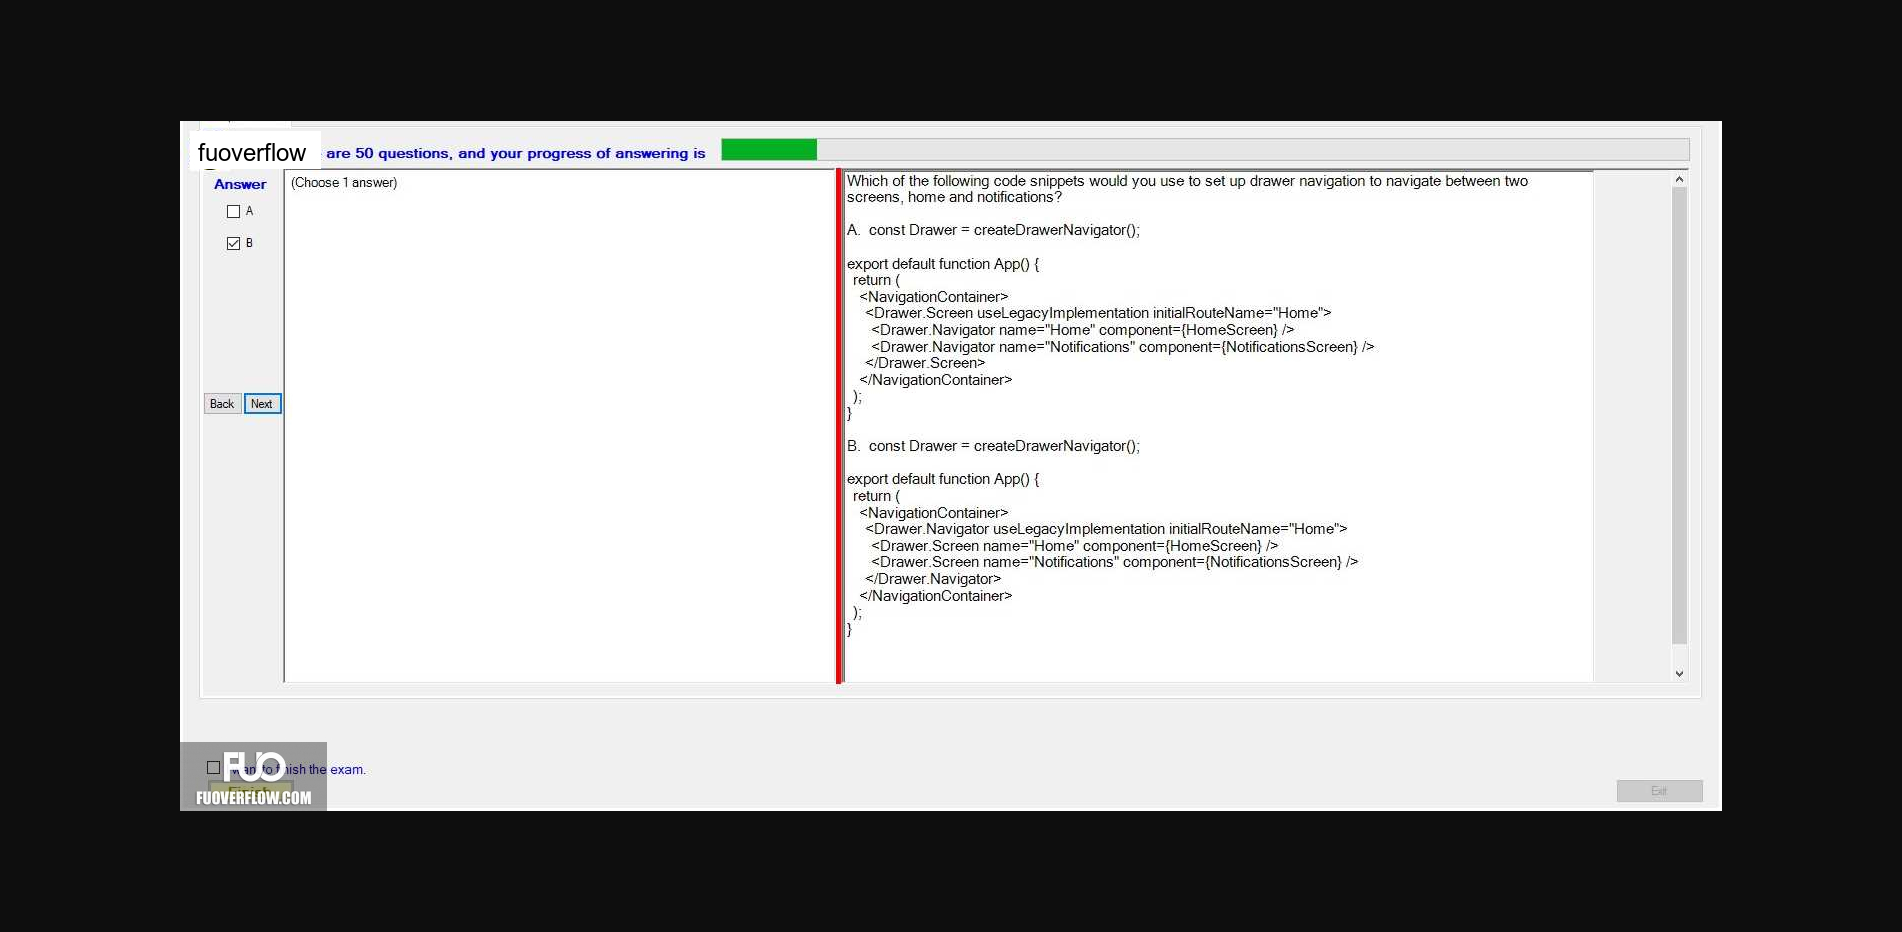 fuoverflow are 50 questions, and your progress of answering is
Answer
A
B
Back Next
(Choose 1 answer)
Which of the following code snippets would you use to set up drawer navigation to navigate between two
screens, home and notifications?
A.  const Drawer = createDrawerNavigator();
export default function App() {
return (
<NavigationContainer>
<Drawer.Screen useLegacyImplementation initialRouteName="Home">
<Drawer.Navigator name="Home" component={HomeScreen} />
<Drawer.Navigator name="Notifications" component={NotificationsScreen} />
</Drawer.Screen>
</NavigationContainer>
);
}
B.  const Drawer = createDrawerNavigator();
export default function App() {
return (
<NavigationContainer>
<Drawer.Navigator useLegacyImplementation initialRouteName="Home">
<Drawer.Screen name="Home" component={HomeScreen} />
<Drawer.Screen name="Notifications" component={NotificationsScreen} />
</Drawer.Navigator>
</NavigationContainer>
);
}
FUO
to finish the exam.
Finish
FUOVERFLOW.COM
Exit